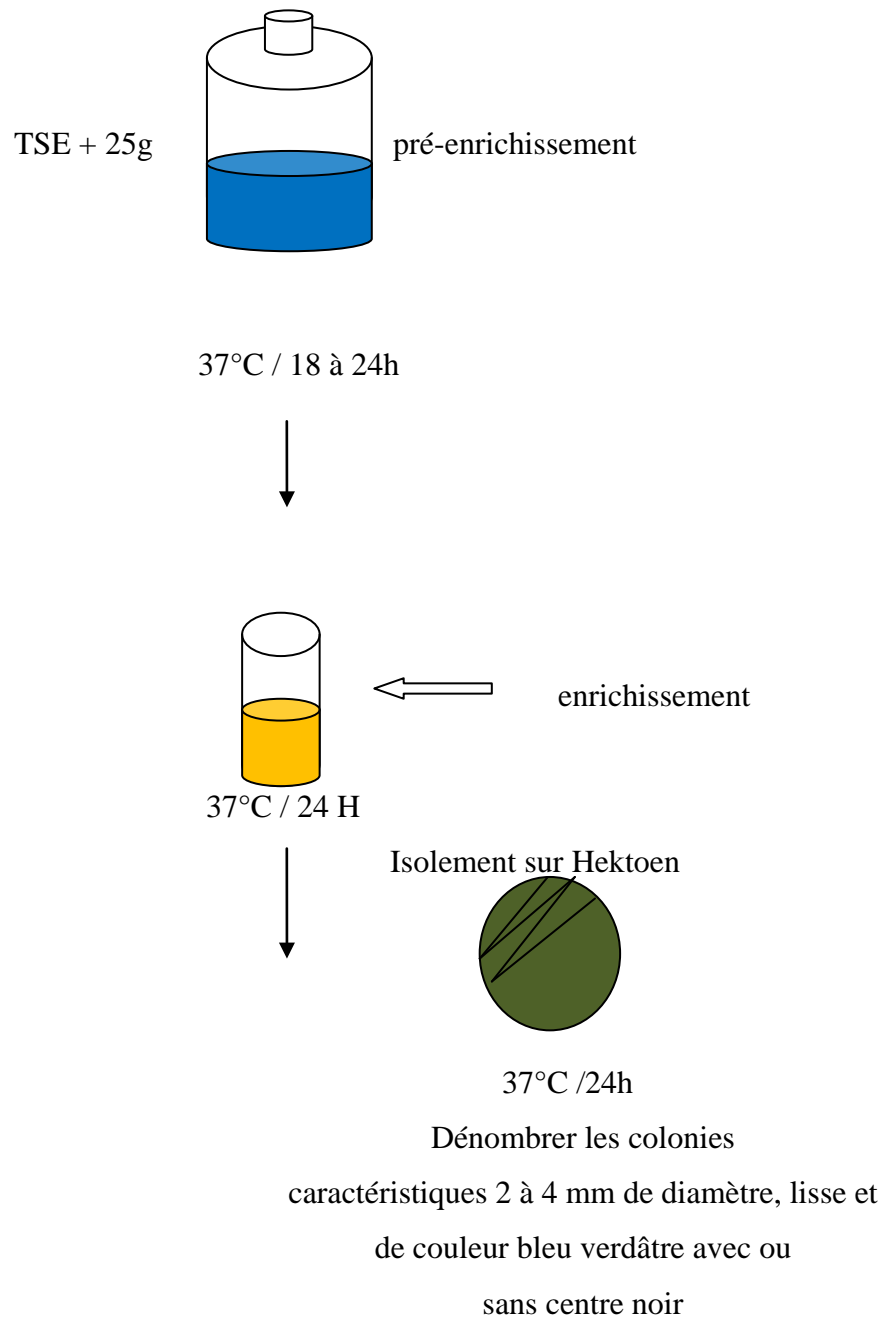 TSE + 25g
pré-enrichissement
37°C / 18 à 24h
enrichissement
37°C / 24 H
Isolement sur Hektoen
37°C /24h
Dénombrer les colonies
caractéristiques 2 à 4 mm de diamètre, lisse et
de couleur bleu verdâtre avec ou
sans centre noir